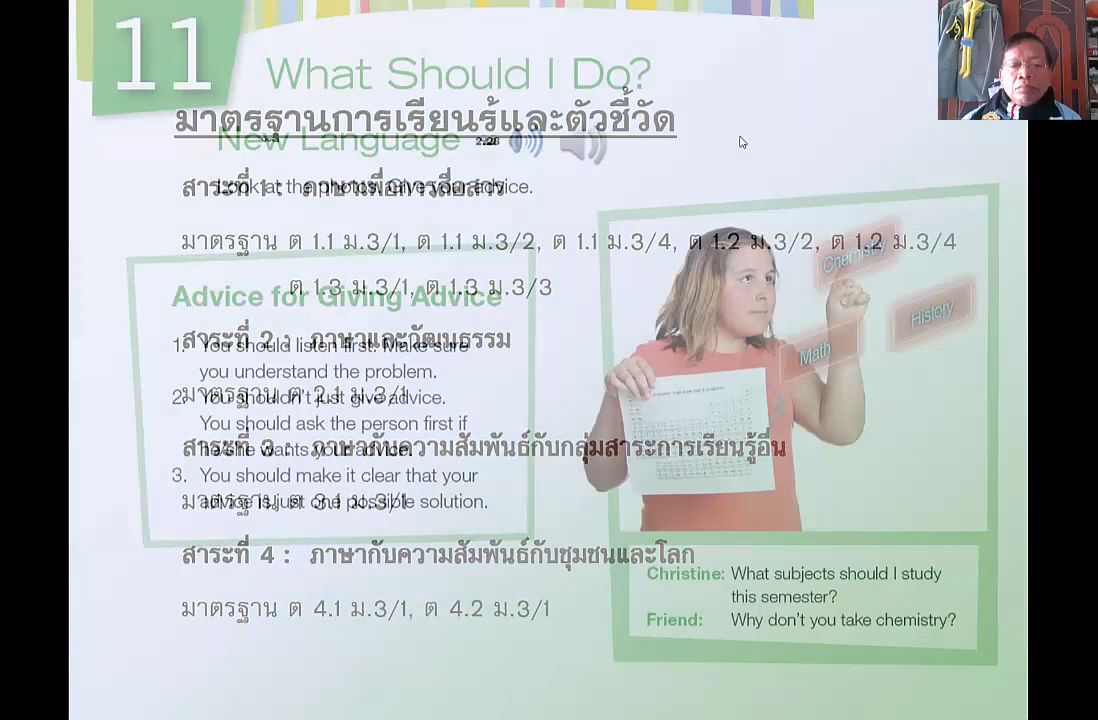 11
What Should I Do?
มาตรฐานการเรียนรู้และตัวชี้วัด
New Language
2.28
สาระที่ 1 : ภาษาเพื่อการสื่อสาร
Look at the photos. Give your advice.
มาตรฐาน ต 1.1 ม.3/1, ต 1.1 ม.3/2, ต 1.1 ม.3/4, ต 1.2 ม.3/2, ต 1.2 ม.3/4
ต 1.3 ม.3/1, ต 1.3 ม.3/3
Advice for Giving Advice
สาระที่ 2 : ภาษาและวัฒนธรรม
1. You should listen first. Make sure
you understand the problem.
มาตรฐาน ต 2.1 ม.3/1
2. You shouldn't just give advice.
You should ask the person first if
he/she wants your advice.
สาระที่ 3 : ภาษากับความสัมพันธ์กับกลุ่มสาระการเรียนรู้อื่น
3. You should make it clear that your
advice is just one possible solution.
มาตรฐาน ต 3.1 ม.3/1
สาระที่ 4 : ภาษากับความสัมพันธ์กับชุมชนและโลก
มาตรฐาน ต 4.1 ม.3/1, ต 4.2 ม.3/1
Chemistry
History
Math
Christine: What subjects should I study
this semester?
Friend: Why don't you take chemistry?